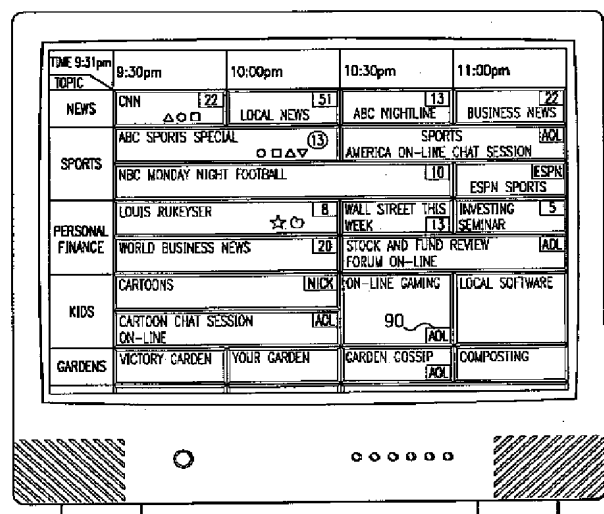 TIME 9:31pm
TOPIC
9:30pm
10:00pm
10:30pm
11:00pm
NEWS
CNN 22
LOCAL NEWS 51
ABC NIGHTLINE 13
BUSINESS NEWS 22
SPORTS
ABC SPORTS SPECIAL 13
SPORTS AOL
AMERICA ON-LINE CHAT SESSION
NBC MONDAY NIGHT FOOTBALL 10
ESPN
ESPN SPORTS
PERSONAL
FINANCE
LOUIS RUKEYSER 8
WALL STREET THIS
WEEK 13
INVESTING 5
SEMINAR
WORLD BUSINESS NEWS 20
STOCK AND FUND REVIEW AOL
FORUM ON-LINE
KIDS
CARTOONS NICK
CARTOON CHAT SESSION AOL
ON-LINE
ON-LINE GAMING
90
AOL
LOCAL SOFTWARE
GARDENS
VICTORY GARDEN
YOUR GARDEN
GARDEN GOSSIP
AOL
COMPOSTING